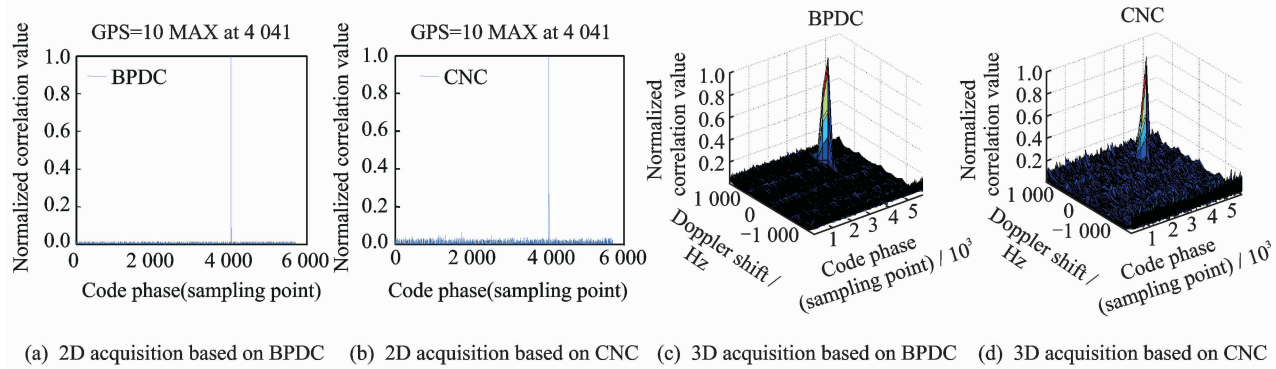 GPS=10 MAX at 4 041
BPDC
Normalized correlation value
1.0
0.8
0.6
0.4
0.2
0.0
0
2 000
4 000
6 000
Code phase(sampling point)
(a) 2D acquisition based on BPDC
GPS=10 MAX at 4 041
CNC
Normalized correlation value
1.0
0.8
0.6
0.4
0.2
0.0
0
2 000
4 000
6 000
Code phase(sampling point)
(b) 2D acquisition based on CNC
BPDC
Normalized
correlation value
1.0
0.8
0.6
0.4
0.2
1 000
0
−1 000
Doppler shift /
Hz
1 2 3 4 5
Code phase
(sampling point) / 10³
(c) 3D acquisition based on BPDC
CNC
Normalized
correlation value
1.0
0.8
0.6
0.4
0.2
1 000
0
−1 000
Doppler shift /
Hz
1 2 3 4 5
Code phase
(sampling point) / 10³
(d) 3D acquisition based on CNC